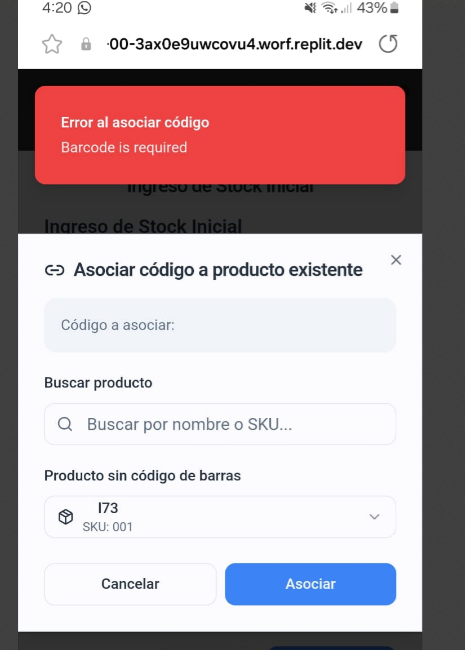 4:20
43%
00-3ax0e9uwcovu4.worf.replit.dev
Error al asociar código
Barcode is required
Ingreso de Stock Inicial
Ingreso de Stock Inicial
Asociar código a producto existente
Código a asociar:
Buscar producto
Buscar por nombre o SKU...
Producto sin código de barras
I73
SKU: 001
Cancelar
Asociar